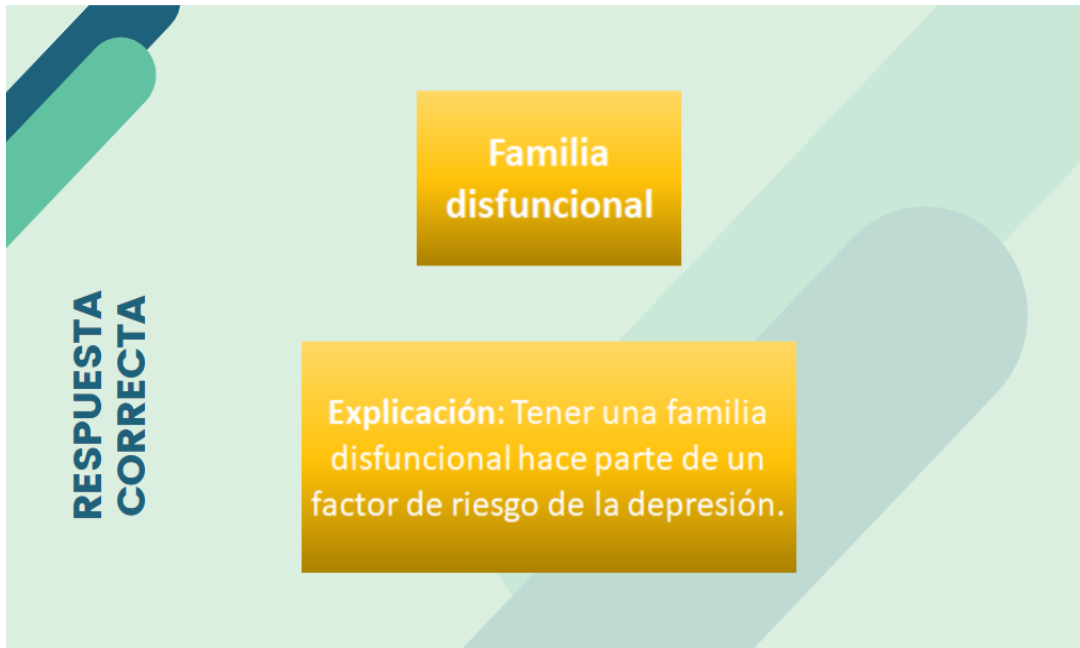 RESPUESTA
CORRECTA
Familia
disfuncional
Explicación: Tener una familia
disfuncional hace parte de un
factor de riesgo de la depresión.